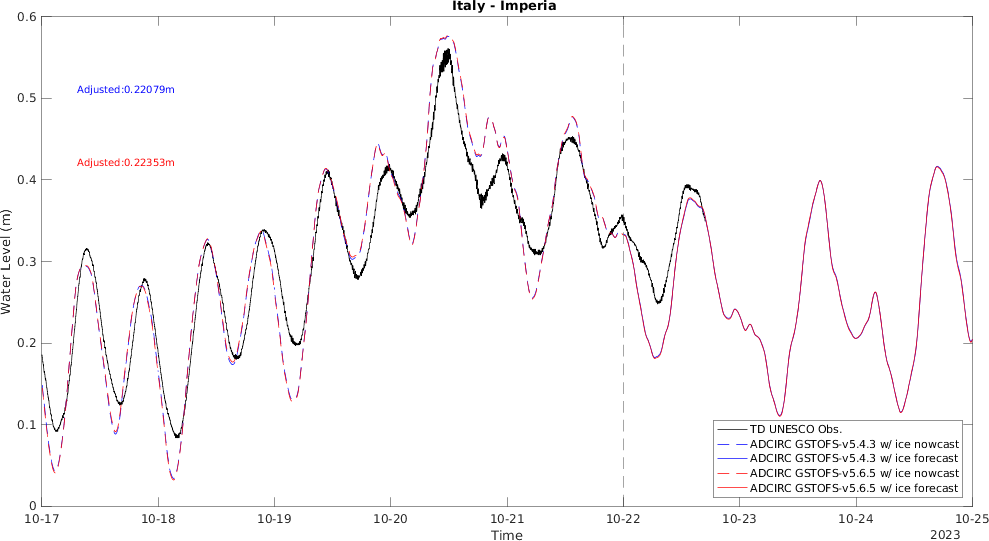 Italy - Imperia
0.6
0.5
0.4
0.3
0.2
0.1
0
Water Level (m)
Adjusted:0.22079m
Adjusted:0.22353m
TD UNESCO Obs.
ADCIRC GSTOFS-v5.4.3 w/ ice nowcast
ADCIRC GSTOFS-v5.4.3 w/ ice forecast
ADCIRC GSTOFS-v5.6.5 w/ ice nowcast
ADCIRC GSTOFS-v5.6.5 w/ ice forecast
10-17 10-18 10-19 10-20 10-21 10-22 10-23 10-24 10-25
Time
2023